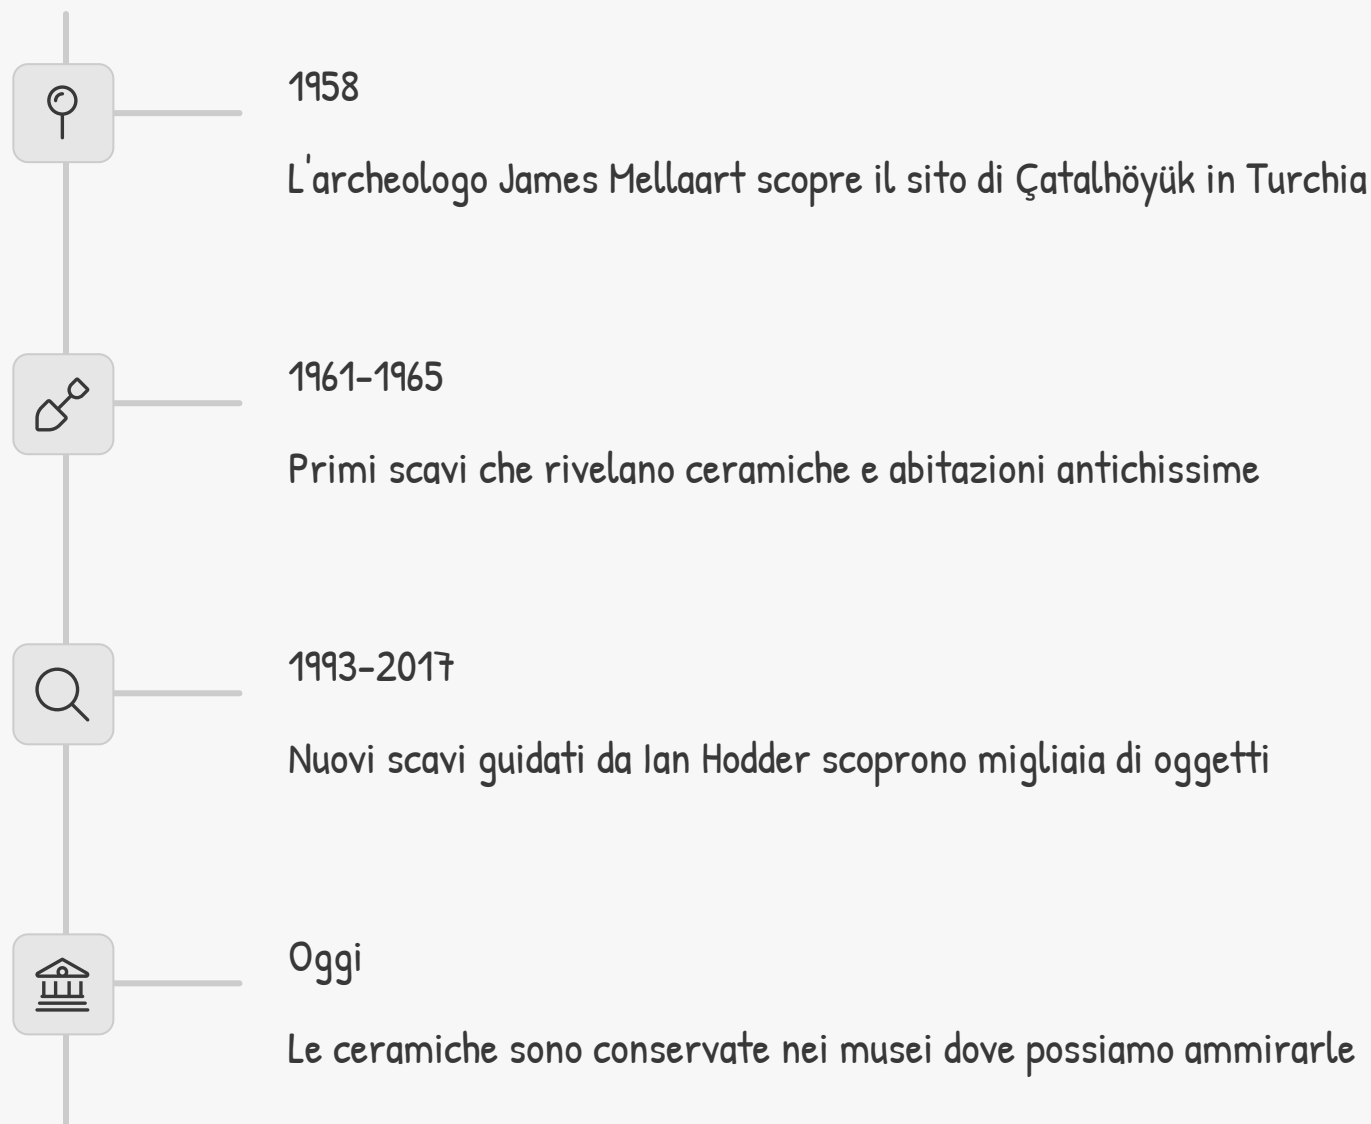 1958
L'archeologo James Mellaart scopre il sito di Çatalhöyük in Turchia
1961-1965
Primi scavi che rivelano ceramiche e abitazioni antichissime
1993-2017
Nuovi scavi guidati da Ian Hodder scoprono migliaia di oggetti
Oggi
Le ceramiche sono conservate nei musei dove possiamo ammirarle